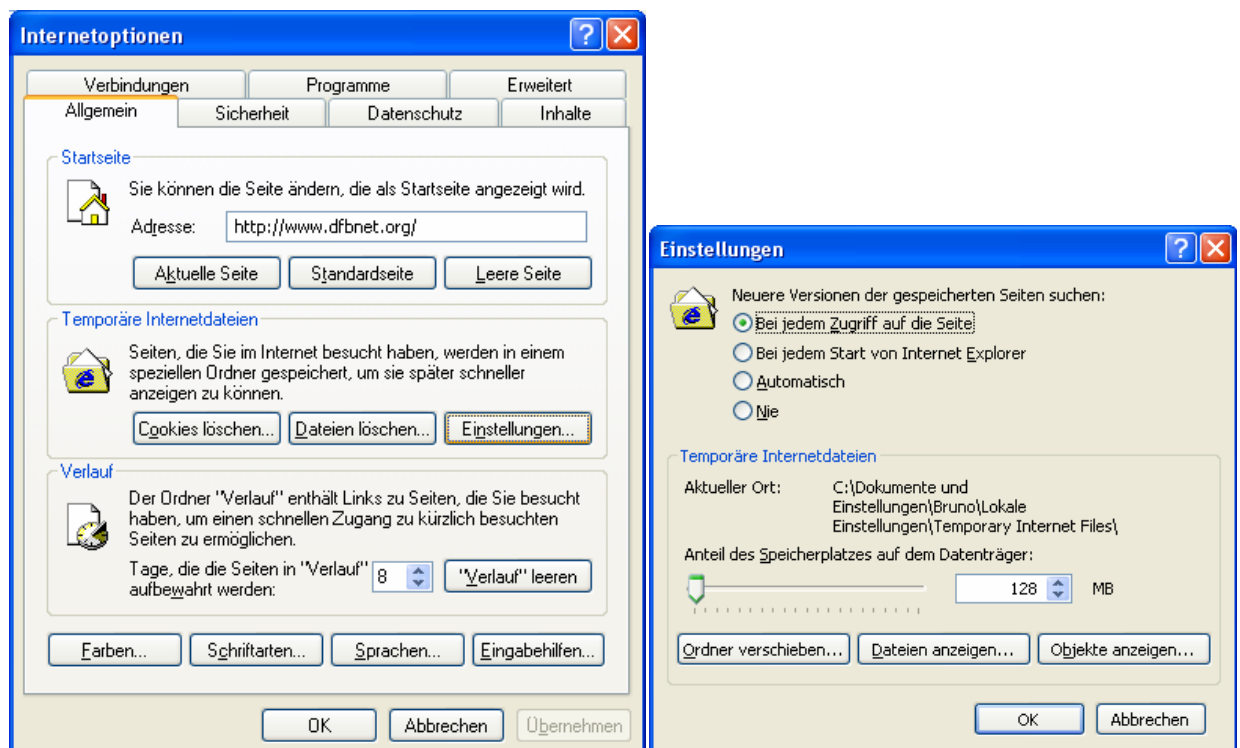 Internetoptionen
Verbindungen
Programme
Erweitert
Allgemein
Sicherheit
Datenschutz
Inhalte
Startseite
Sie können die Seite ändern, die als Startseite angezeigt wird.
Adresse: http://www.dfbnet.org/
Aktuelle Seite
Standardseite
Leere Seite
Temporäre Internetdateien
Seiten, die Sie im Internet besucht haben, werden in einem
speziellen Ordner gespeichert, um sie später schneller
anzeigen zu können.
Cookies löschen...
Dateien löschen...
Einstellungen...
Verlauf
Der Ordner "Verlauf" enthält Links zu Seiten, die Sie besucht
haben, um einen schnellen Zugang zu kürzlich besuchten
Seiten zu ermöglichen.
Tage, die die Seiten in "Verlauf"
aufbewahrt werden:
8
"Verlauf" leeren
Farben...
Schriftarten...
Sprachen...
Eingabehilfen...
OK
Abbrechen
Übernehmen
Einstellungen
Neuere Versionen der gespeicherten Seiten suchen:
Bei jedem Zugriff auf die Seite
Bei jedem Start von Internet Explorer
Automatisch
Nie
Temporäre Internetdateien
Aktueller Ort: C:\Dokumente und
Einstellungen\Bruno\Lokale
Einstellungen\Temporary Internet Files\
Anteil des Speicherplatzes auf dem Datenträger:
128 MB
Ordner verschieben...
Dateien anzeigen...
Objekte anzeigen...
OK
Abbrechen